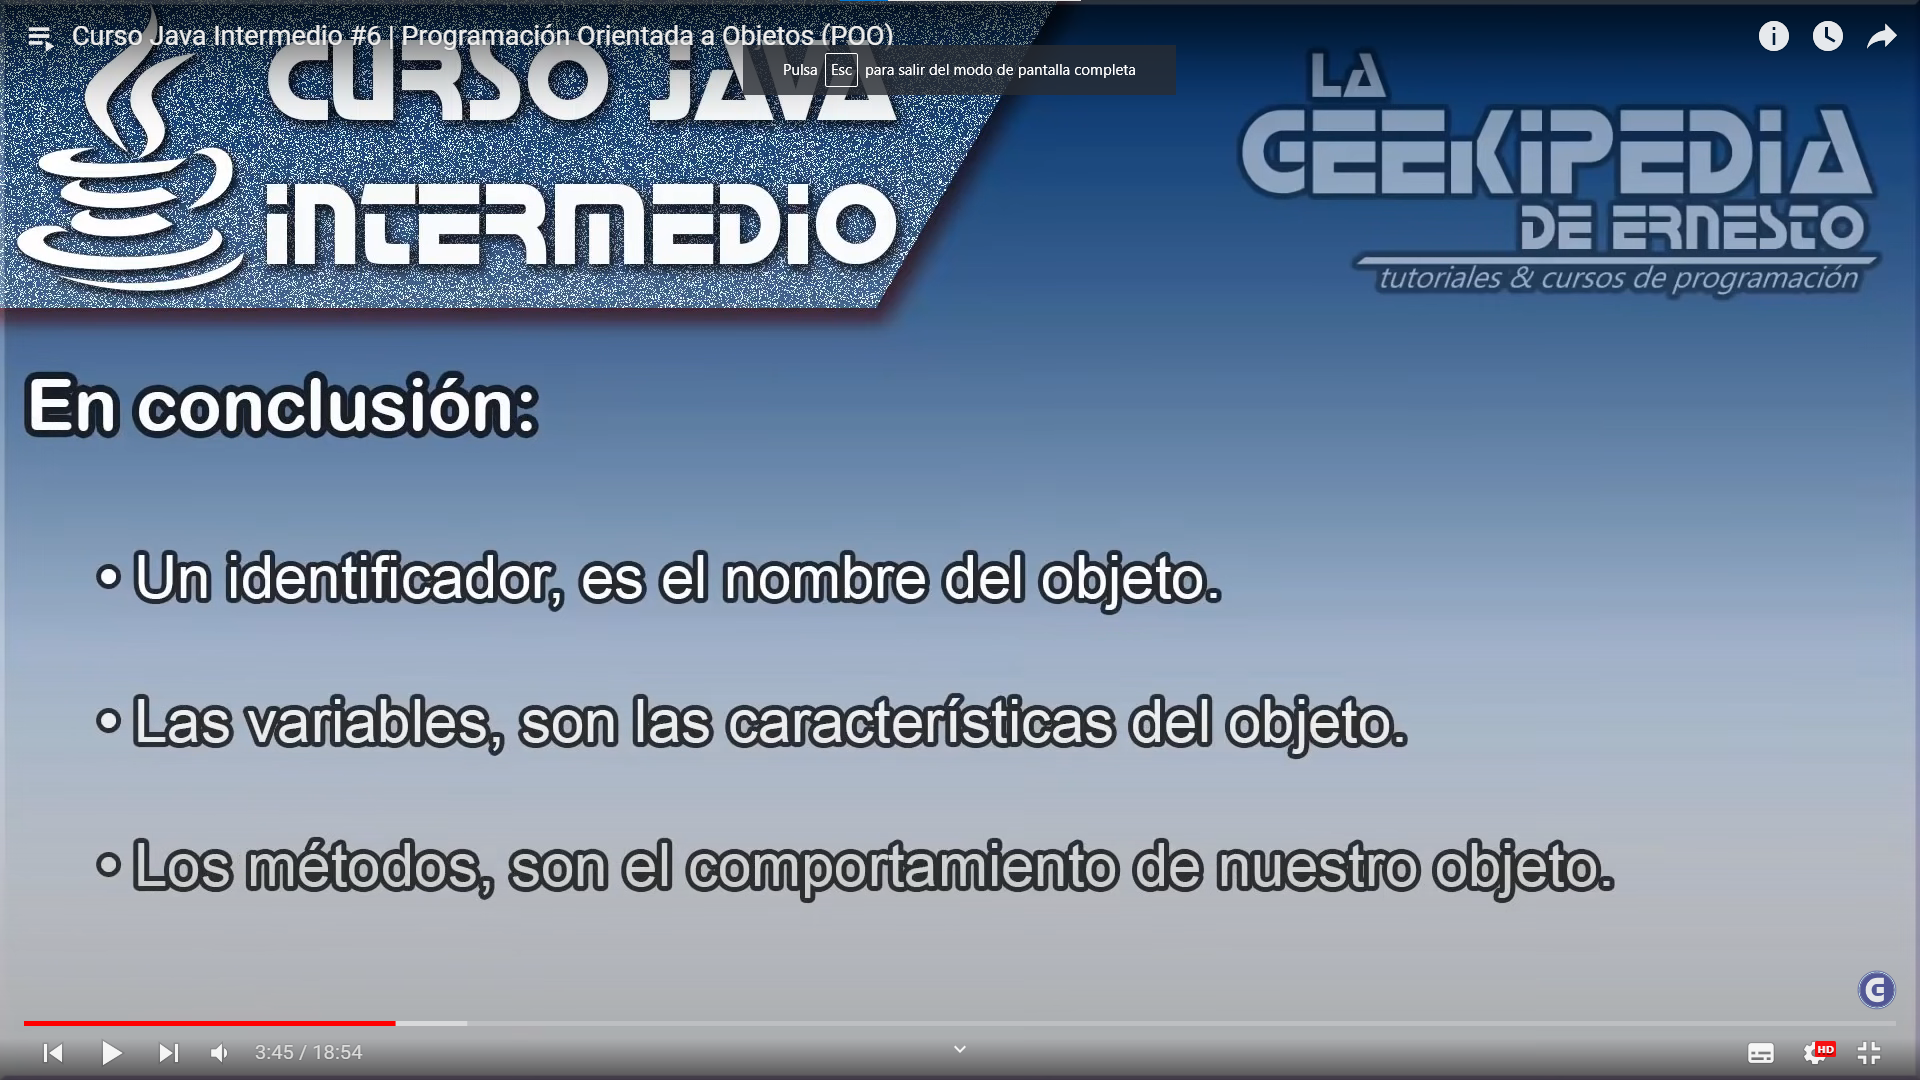 Curso Java Intermedio #6 | Programación Orientada a Objetos (POO)
CURSO JAVA
Pulsa Esc para salir del modo de pantalla completa
LA
GEEKIPEDIA
DE ERNESTO
tutoriales & cursos de programación
INTERMEDIO
En conclusión:
• Un identificador, es el nombre del objeto.
• Las variables, son las características del objeto.
• Los métodos, son el comportamiento de nuestro objeto.
G
3:45 / 18:54
HD